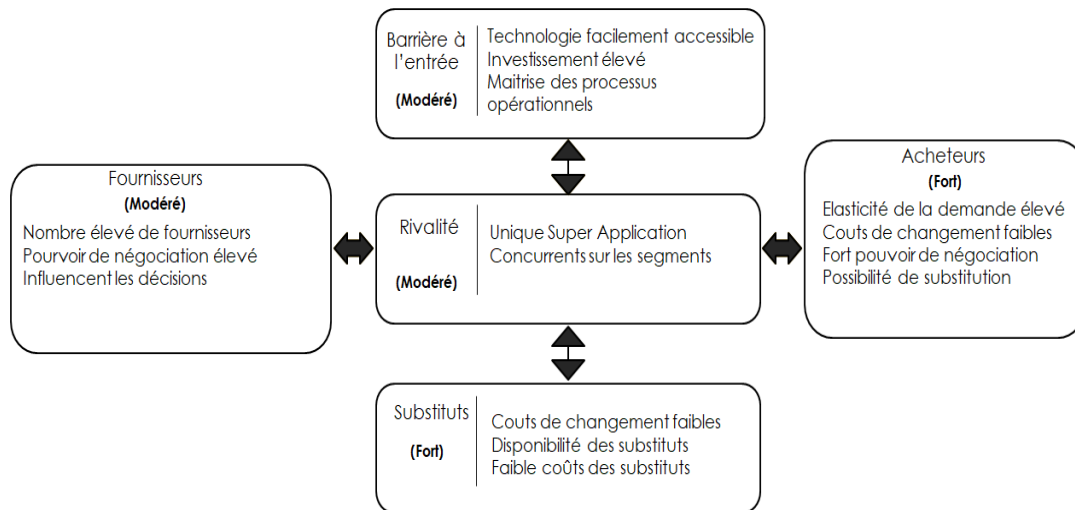 Barrière à
l'entrée
(Modéré)
Technologie facilement accessible
Investissement élevé
Maitrise des processus
opérationnels
Fournisseurs
(Modéré)
Nombre élevé de fournisseurs
Pourvoir de négociation élevé
Influencent les décisions
Rivalité
(Modéré)
Unique Super Application
Concurrents sur les segments
Acheteurs
(Fort)
Elasticité de la demande élevé
Couts de changement faibles
Fort pouvoir de négociation
Possibilité de substitution
Substituts
(Fort)
Couts de changement faibles
Disponibilité des substituts
Faible coûts des substituts